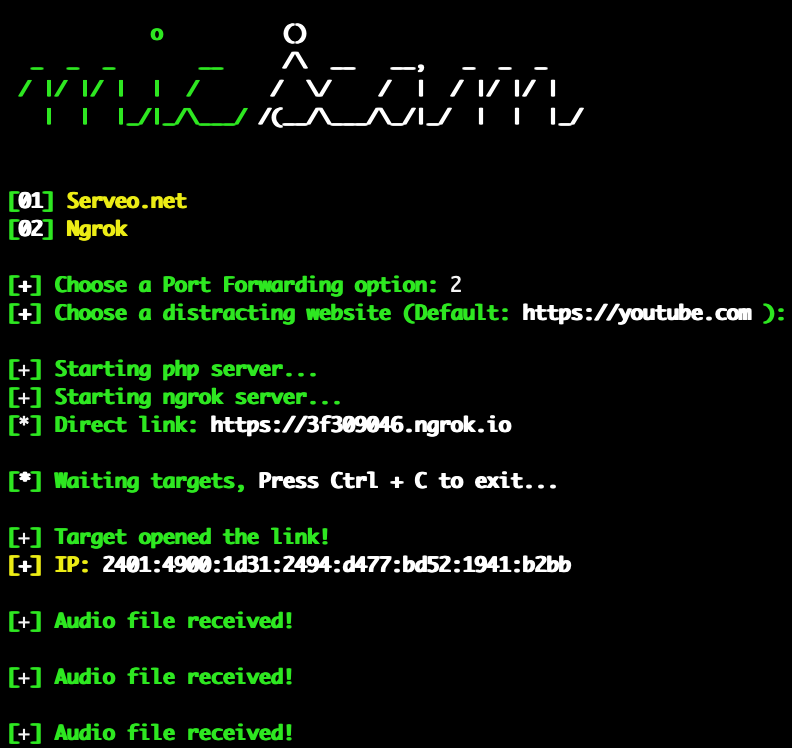 mic spam
[01] Serveo.net
[02] Ngrok
[+] Choose a Port Forwarding option: 2
[+] Choose a distracting website (Default: https://youtube.com ):
[+] Starting php server...
[+] Starting ngrok server...
[*] Direct link: https://3f309046.ngrok.io
[*] Waiting targets, Press Ctrl + C to exit...
[+] Target opened the link!
[+] IP: 2401:4900:1d31:2494:d477:bd52:1941:b2bb
[+] Audio file received!
[+] Audio file received!
[+] Audio file received!